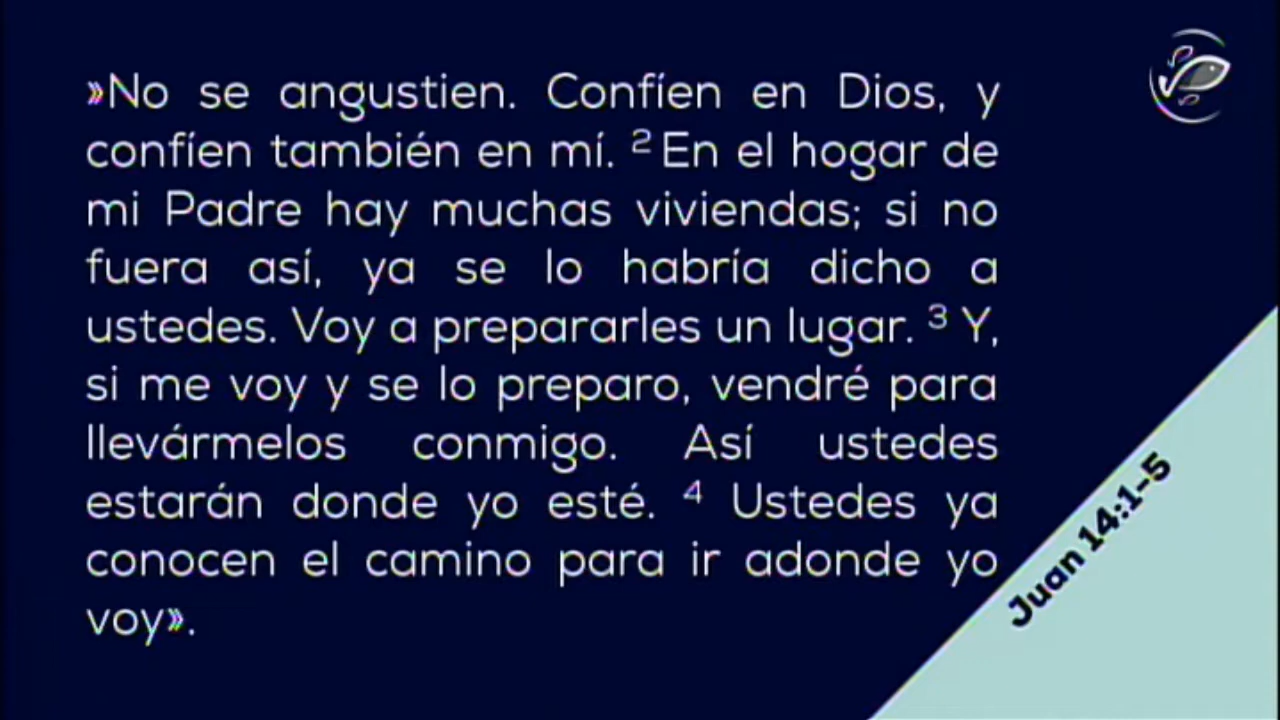 »No se angustien. Confíen en Dios, y
confíen también en mí. ² En el hogar de
mi Padre hay muchas viviendas; si no
fuera así, ya se lo habría dicho a
ustedes. Voy a prepararles un lugar. ³ Y,
si me voy y se lo preparo, vendré para
llevármelos conmigo. Así ustedes
estarán donde yo esté. ⁴ Ustedes ya
conocen el camino para ir adonde yo
voy».
Juan 14:1-5